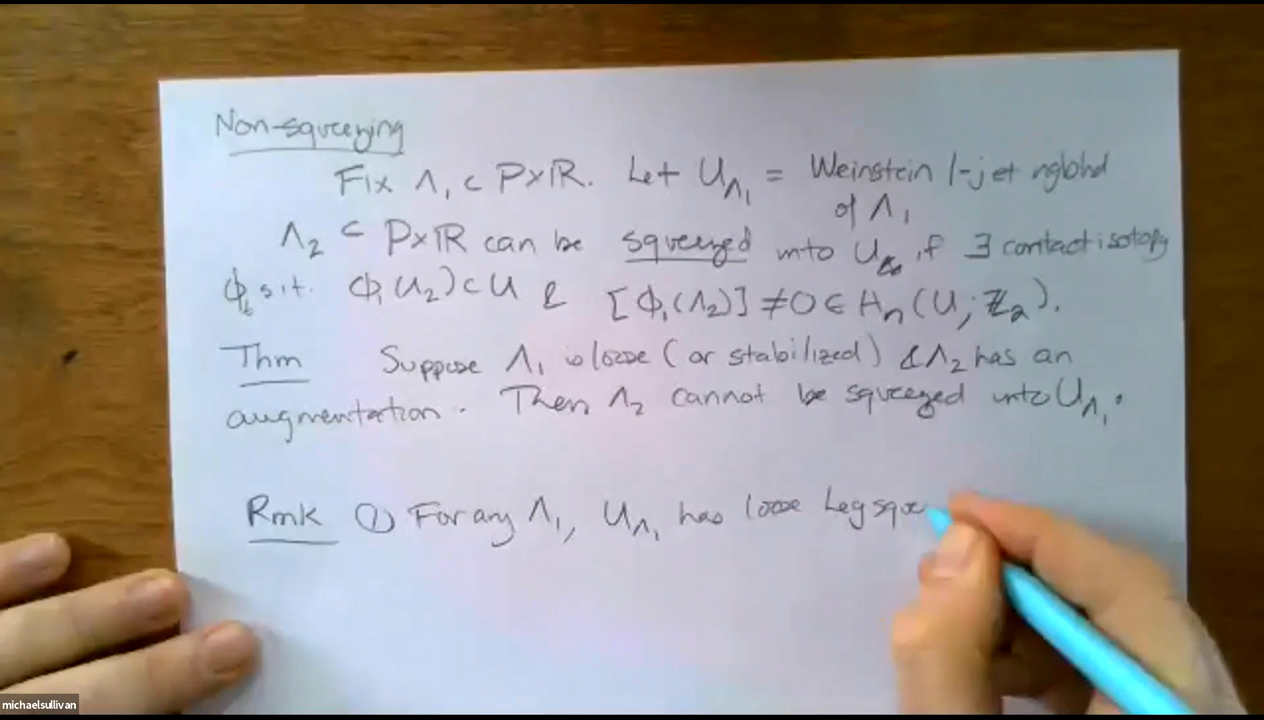 Non-squeezing
Fix Λ₁ ⊂ P×ℝ. Let U_Λ₁ = Weinstein 1-jet nghbhd
of Λ₁
Λ₂ ⊂ P×ℝ can be squeezed into U if ∃ contact isotopy
ϕ_t s.t. ϕ₁(Λ₂) ⊂ U & [ϕ₁(Λ₂)] ≠ 0 ∈ H_n(U; ℤ₂).
Thm Suppose Λ₁ is loose (or stabilized) & Λ₂ has an
augmentation. Then Λ₂ cannot be squeezed into U_Λ₁.
Rmk ① For any Λ₁, U_Λ₁ has loose Leg sque
michaelsullivan